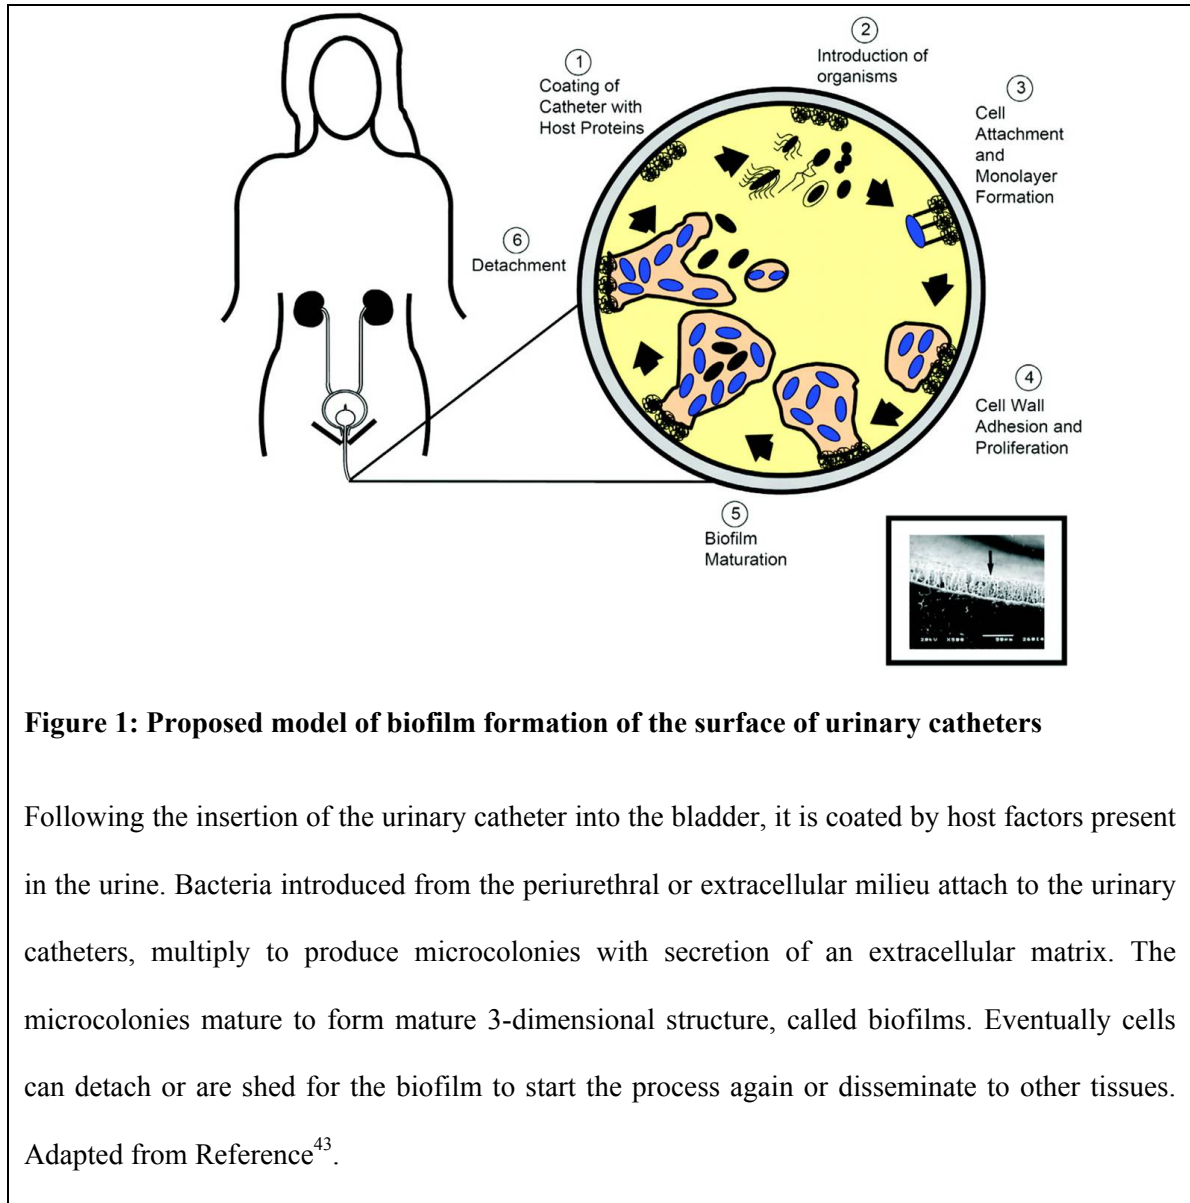 1
Coating of
Catheter with
Host Proteins
2
Introduction of
organisms
3
Cell
Attachment
and
Monolayer
Formation
6
Detachment
4
Cell Wall
Adhesion and
Proliferation
5
Biofilm
Maturation
20kV X500
Figure 1: Proposed model of biofilm formation of the surface of urinary catheters
Following the insertion of the urinary catheter into the bladder, it is coated by host factors present
in the urine. Bacteria introduced from the periurethral or extracellular milieu attach to the urinary
catheters, multiply to produce microcolonies with secretion of an extracellular matrix. The
microcolonies mature to form mature 3-dimensional structure, called biofilms. Eventually cells
can detach or are shed for the biofilm to start the process again or disseminate to other tissues.
Adapted from Reference43.